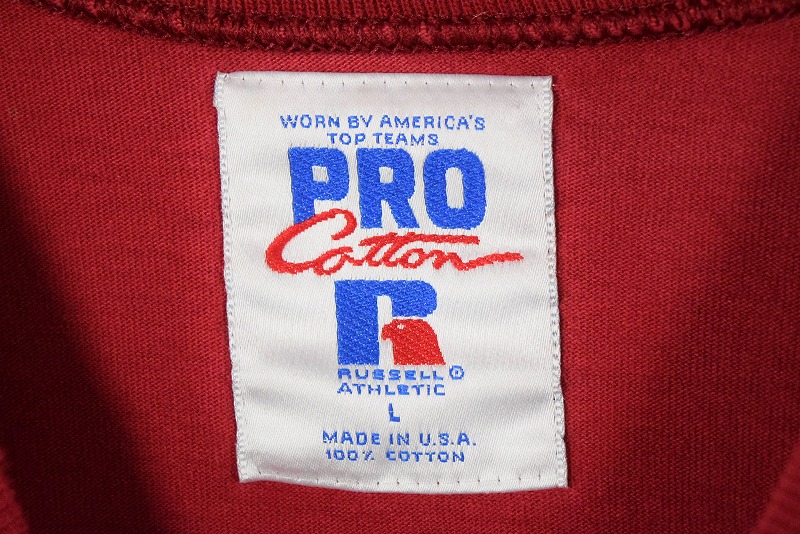 WORN BY AMERICA'S
TOP TEAMS
PRO
Cotton
R
RUSSELL®
ATHLETIC
L
MADE IN U.S.A.
100% COTTON